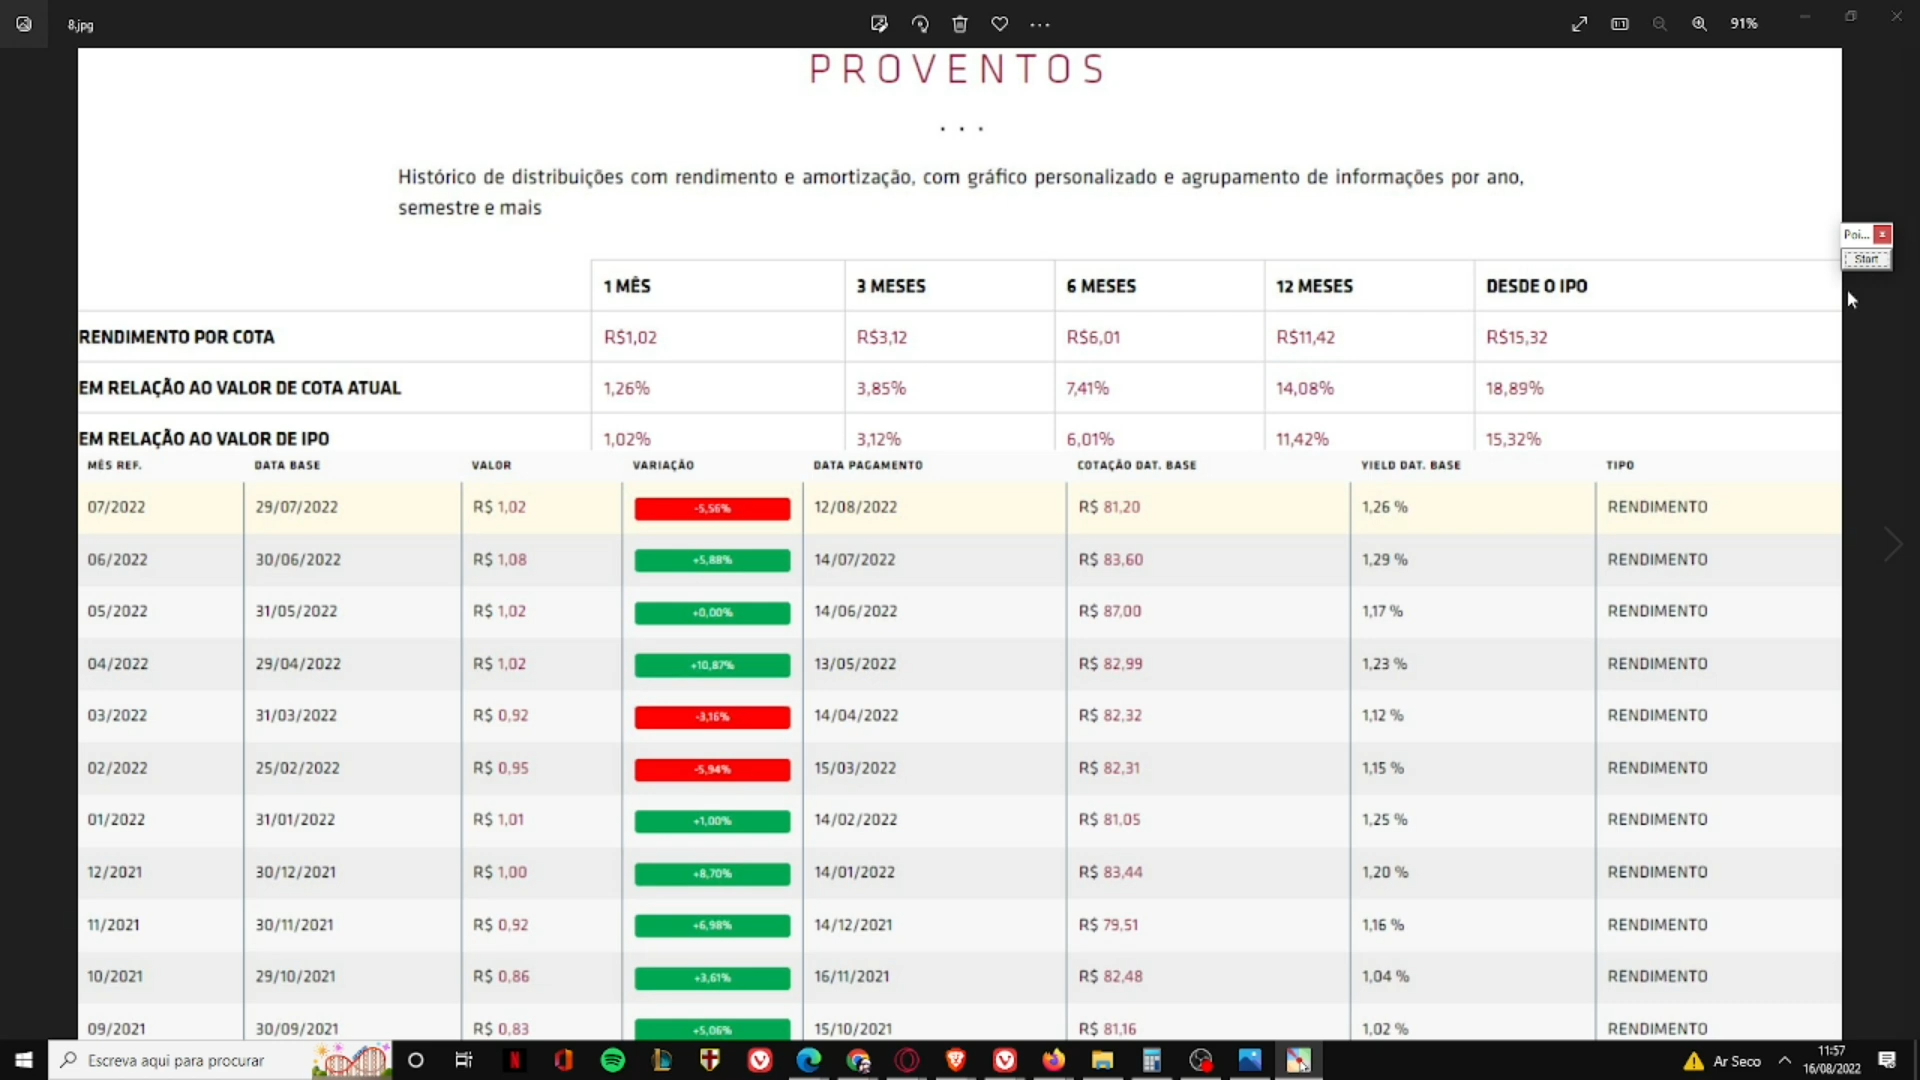 8.jpg
91%
PROVENTOS
...
Histórico de distribuições com rendimento e amortização, com gráfico personalizado e agrupamento de informações por ano,
semestre e mais
Poi...
Start
1 MÊS 3 MESES 6 MESES 12 MESES DESDE O IPO
RENDIMENTO POR COTA R$1,02 R$3,12 R$6,01 R$11,42 R$15,32
EM RELAÇÃO AO VALOR DE COTA ATUAL 1,26% 3,85% 7,41% 14,08% 18,89%
EM RELAÇÃO AO VALOR DE IPO 1,02% 3,12% 6,01% 11,42% 15,32%
MÊS REF. DATA BASE VALOR VARIAÇÃO DATA PAGAMENTO COTAÇÃO DAT. BASE YIELD DAT. BASE TIPO
07/2022 29/07/2022 R$ 1,02 -5,56% 12/08/2022 R$ 81,20 1,26 % RENDIMENTO
06/2022 30/06/2022 R$ 1,08 +5,88% 14/07/2022 R$ 83,60 1,29 % RENDIMENTO
05/2022 31/05/2022 R$ 1,02 +0,00% 14/06/2022 R$ 87,00 1,17 % RENDIMENTO
04/2022 29/04/2022 R$ 1,02 +10,87% 13/05/2022 R$ 82,99 1,23 % RENDIMENTO
03/2022 31/03/2022 R$ 0,92 -3,16% 14/04/2022 R$ 82,32 1,12 % RENDIMENTO
02/2022 25/02/2022 R$ 0,95 -5,94% 15/03/2022 R$ 82,31 1,15 % RENDIMENTO
01/2022 31/01/2022 R$ 1,01 +1,00% 14/02/2022 R$ 81,05 1,25 % RENDIMENTO
12/2021 30/12/2021 R$ 1,00 +8,70% 14/01/2022 R$ 83,44 1,20 % RENDIMENTO
11/2021 30/11/2021 R$ 0,92 +6,98% 14/12/2021 R$ 79,51 1,16 % RENDIMENTO
10/2021 29/10/2021 R$ 0,86 +3,61% 16/11/2021 R$ 82,48 1,04 % RENDIMENTO
09/2021 30/09/2021 R$ 0,83 +5,06% 15/10/2021 R$ 81,16 1,02 % RENDIMENTO
Escreva aqui para procurar
Ar Seco
11:57
16/08/2022